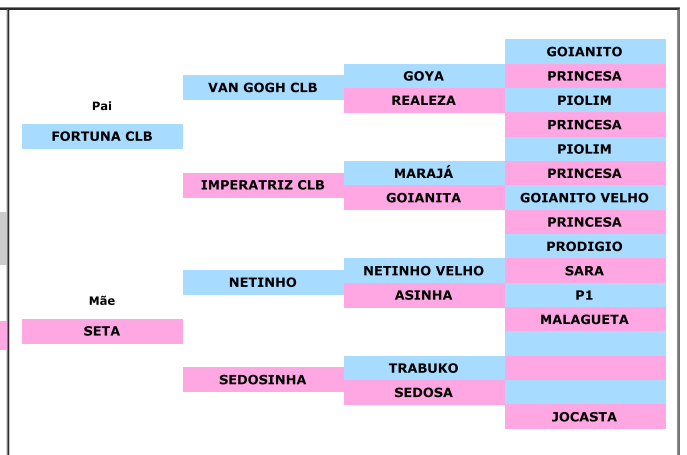 GOIANITO
GOYA
PRINCESA
VAN GOGH CLB
REALEZA
PIOLIM
Pai
PRINCESA
FORTUNA CLB
PIOLIM
MARAJÁ
PRINCESA
IMPERATRIZ CLB
GOIANITA
GOIANITO VELHO
PRINCESA
PRODIGIO
NETINHO VELHO
SARA
NETINHO
ASINHA
P1
Mãe
MALAGUETA
SETA
TRABUKO
SEDOSINHA
SEDOSA
JOCASTA